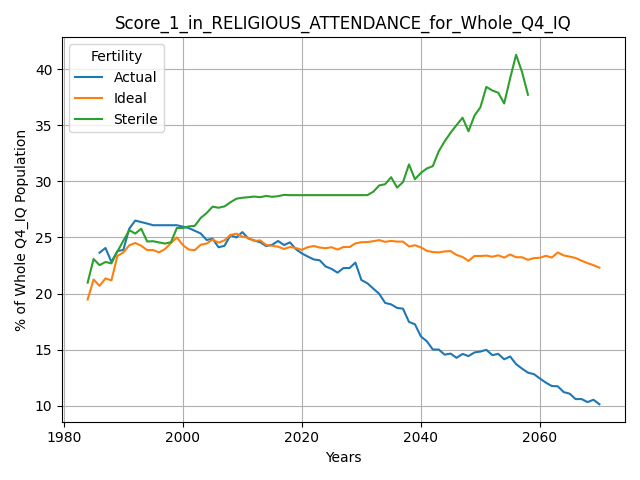 Score_1_in_RELIGIOUS_ATTENDANCE_for_Whole_Q4_IQ
Fertility
Actual
Ideal
Sterile
% of Whole Q4_IQ Population
40
35
30
25
20
15
10
1980
2000
2020
2040
2060
Years